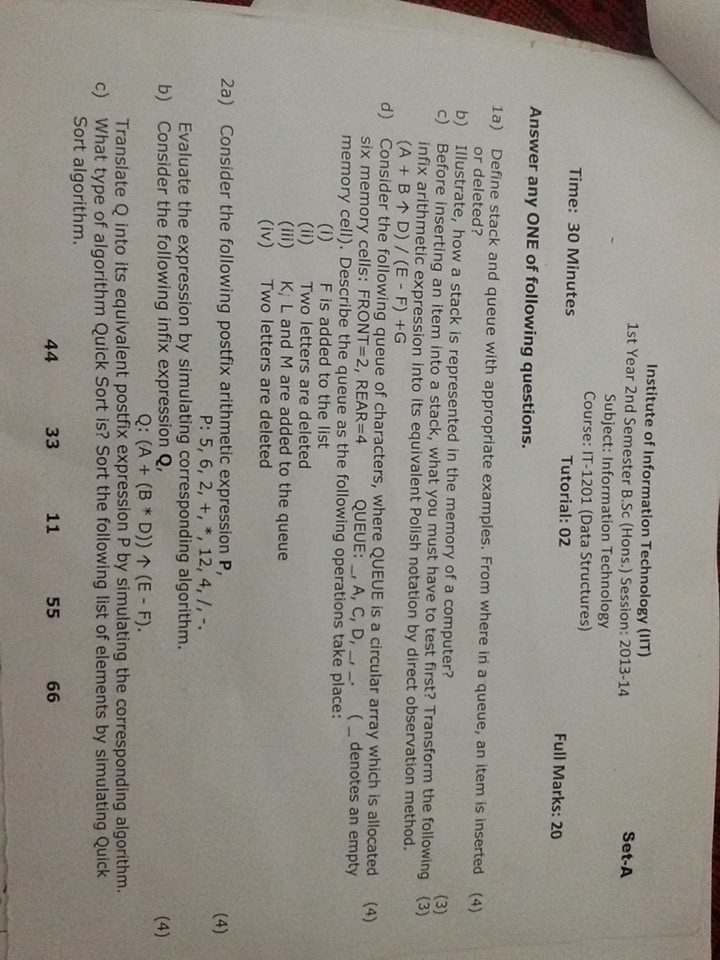 Institute of Information Technology (IIT)
1st Year 2nd Semester B.Sc (Hons.) Session: 2013-14
Set-A
Subject: Information Technology
Course: IT-1201 (Data Structures)
Time: 30 Minutes Tutorial: 02 Full Marks: 20
Answer any ONE of following questions.
1a) Define stack and queue with appropriate examples. From where in a queue, an item is inserted (4)
or deleted?
b) Illustrate, how a stack is represented in the memory of a computer? (3)
c) Before inserting an item into a stack, what you must have to test first? Transform the following (3)
infix arithmetic expression into its equivalent Polish notation by direct observation method.
(A + B ↑ D) / (E - F) +G
d) Consider the following queue of characters, where QUEUE is a circular array which is allocated (4)
six memory cells: FRONT=2, REAR=4 QUEUE: _, A, C, D, _, _. ( _ denotes an empty
memory cell). Describe the queue as the following operations take place:
(i) F is added to the list
(ii) Two letters are deleted
(iii) K, L and M are added to the queue
(iv) Two letters are deleted
2a) Consider the following postfix arithmetic expression P, (4)
P: 5, 6, 2, +, *, 12, 4, /, -.
Evaluate the expression by simulating corresponding algorithm.
b) Consider the following infix expression Q, (4)
Q: (A + (B * D)) ↑ (E - F).
Translate Q into its equivalent postfix expression P by simulating the corresponding algorithm.
c) What type of algorithm Quick Sort is? Sort the following list of elements by simulating Quick
Sort algorithm.
44 33 11 55 66